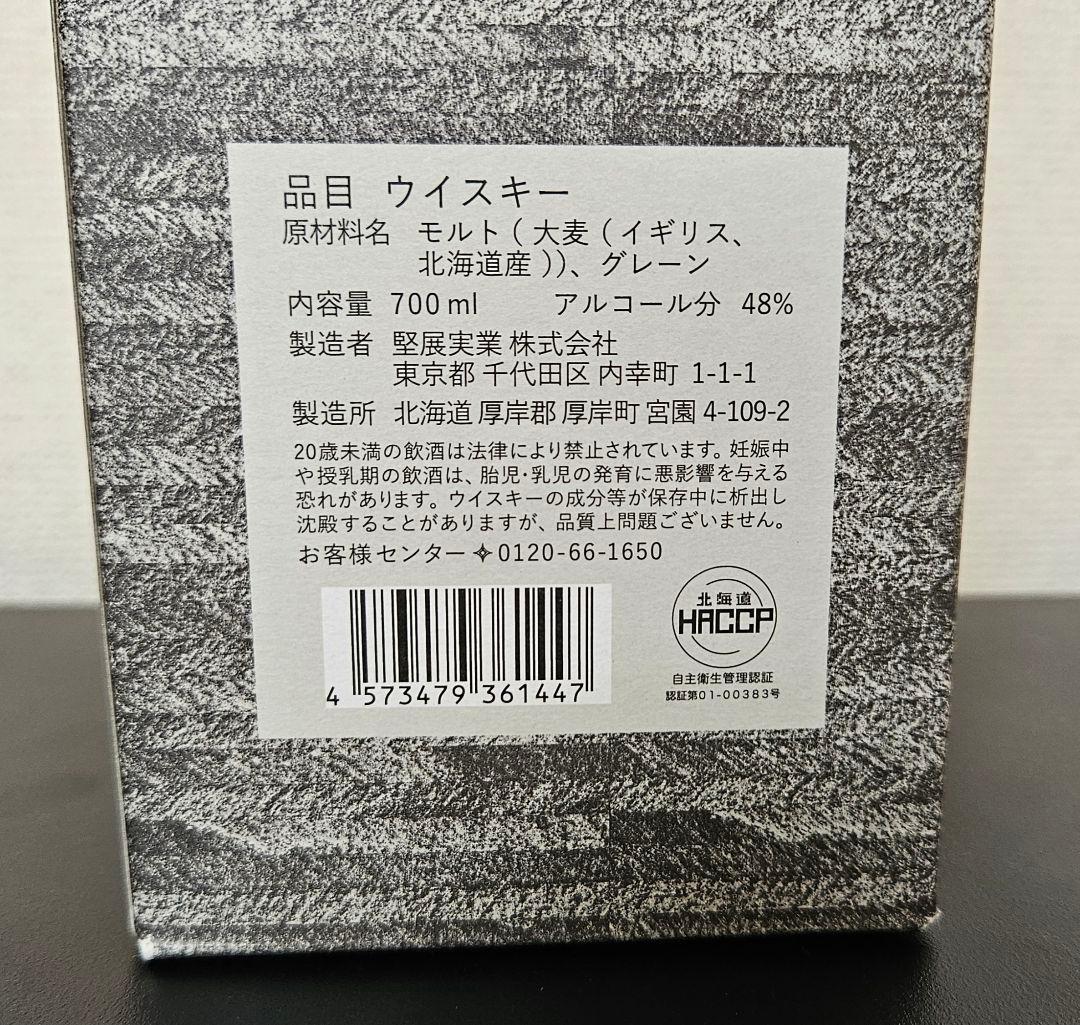 品目 ウイスキー
原材料名 モルト ( 大麦 ( イギリス、
北海道産 ))、グレーン
内容量 700 ml アルコール分 48%
製造者 堅展実業 株式会社
東京都 千代田区 内幸町 1-1-1
製造所 北海道 厚岸郡 厚岸町 宮園 4-109-2
20歳未満の飲酒は法律により禁止されています。妊娠中
や授乳期の飲酒は、胎児・乳児の発育に悪影響を与える
恐れがあります。ウイスキーの成分等が保存中に析出し
沈殿することがありますが、品質上問題ございません。
お客様センター✧0120-66-1650
4 573479 361447
北海道
HACCP
自主衛生管理認証
認証第01-00383号